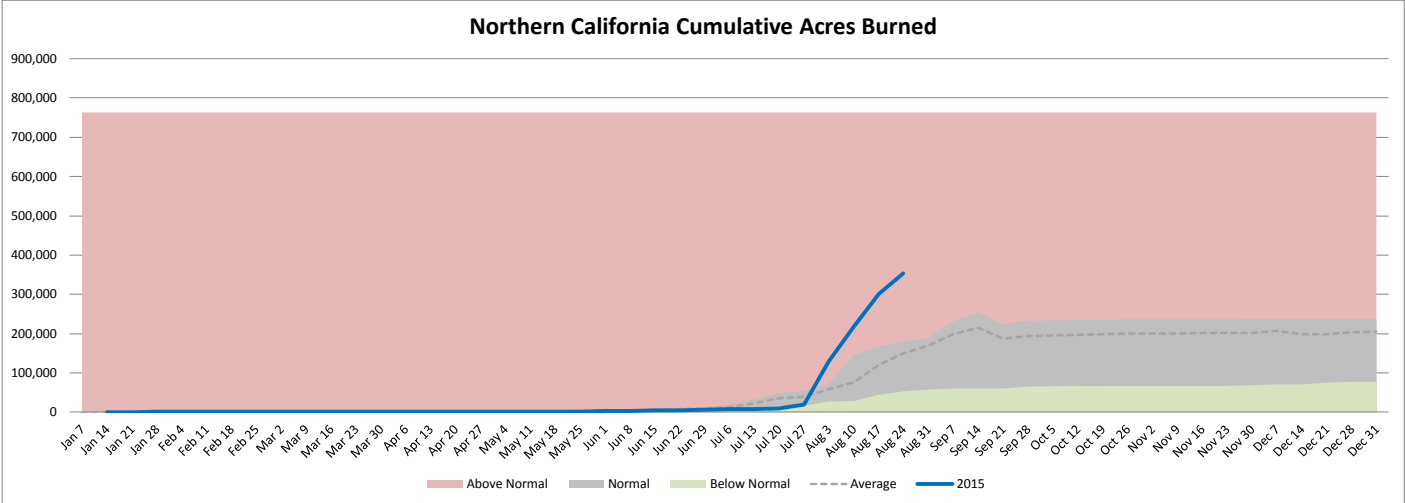 Northern California Cumulative Acres Burned
900,000
800,000
700,000
600,000
500,000
400,000
300,000
200,000
100,000
0
Jan 7
Jan 14
Jan 21
Jan 28
Feb 4
Feb 11
Feb 18
Feb 25
Mar 2
Mar 9
Mar 16
Mar 23
Mar 30
Apr 6
Apr 13
Apr 20
Apr 27
May 4
May 11
May 18
May 25
Jun 1
Jun 8
Jun 15
Jun 22
Jun 29
Jul 6
Jul 13
Jul 20
Jul 27
Aug 3
Aug 10
Aug 17
Aug 24
Aug 31
Sep 7
Sep 14
Sep 21
Sep 28
Oct 5
Oct 12
Oct 19
Oct 26
Nov 2
Nov 9
Nov 16
Nov 23
Nov 30
Dec 7
Dec 14
Dec 21
Dec 28
Dec 31
Above Normal Normal Below Normal Average 2015